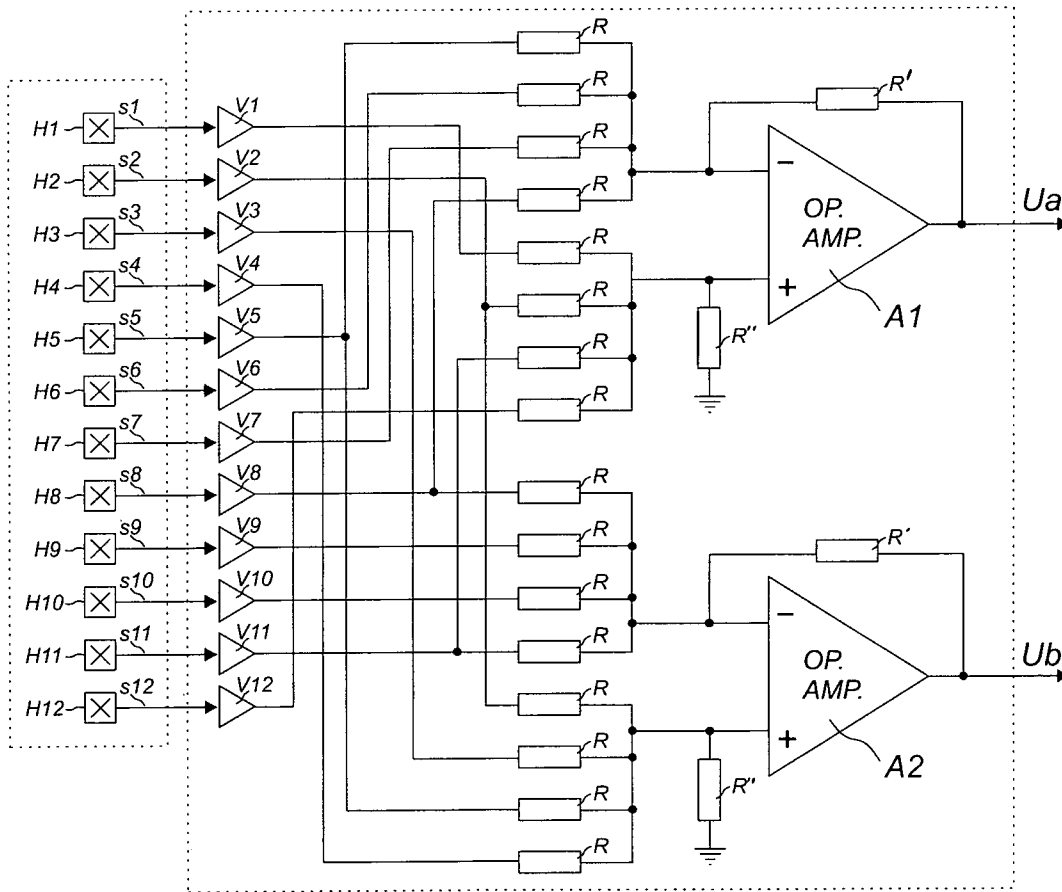 R
R
R'
V1
s1
H1
R
V2
s2
H2
−
R
V3
s3
H3
OP.
AMP.
Ua
R
V4
s4
H4
+
A1
R
V5
s5
H5
R"
R
V6
s6
H6
R
V7
s7
H7
R
V8
s8
H8
R
V9
s9
H9
R'
R
V10
s10
H10
−
R
V11
s11
H11
OP.
AMP.
Ub
R
V12
s12
H12
+
A2
R
R"
R
R